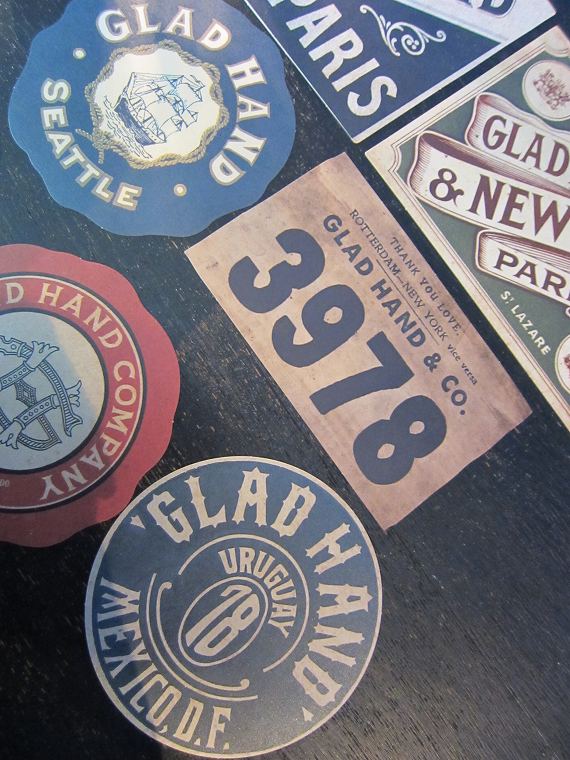 GLAD HAND
SEATTLE
PARIS
GLAD
& NEW
PARI
ST LAZARE
THANK YOU LOVE.
ROTTERDAM—NEW YORK vice versa
GLAD HAND & CO.
3978
D HAND COMPANY
'GLAD HAND'
URUGUAY
78
MEXICO, D.F.